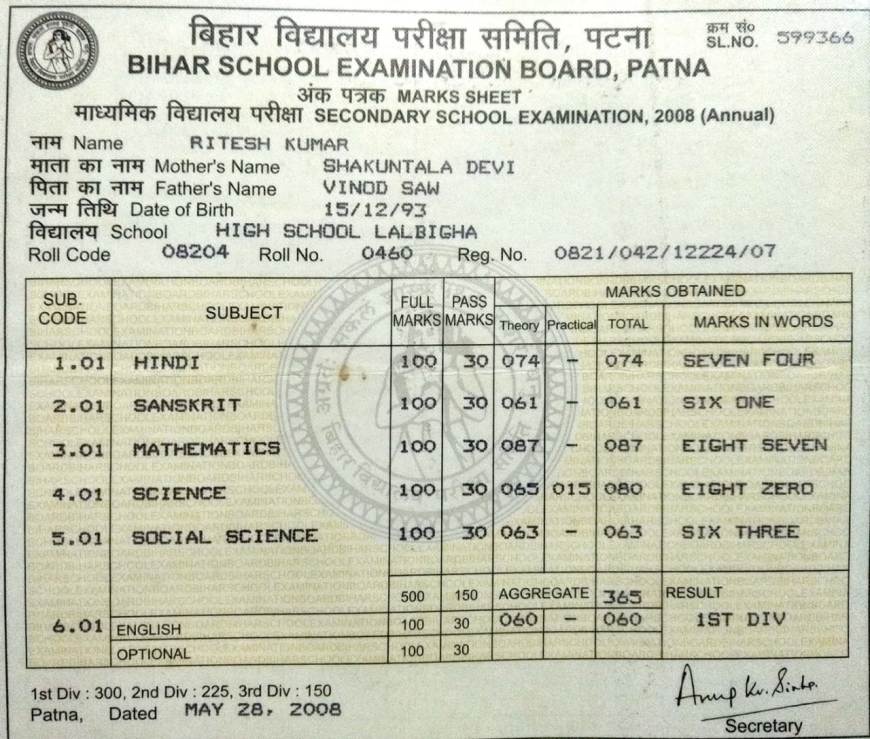 बिहार विद्यालय परीक्षा समिति, पटना
क्रम सं० SL.NO. 599366
BIHAR SCHOOL EXAMINATION BOARD, PATNA
अंक पत्रक MARKS SHEET
माध्यमिक विद्यालय परीक्षा SECONDARY SCHOOL EXAMINATION, 2008 (Annual)
नाम Name RITESH KUMAR
माता का नाम Mother's Name SHAKUNTALA DEVI
पिता का नाम Father's Name VINOD SAW
जन्म तिथि Date of Birth 15/12/93
विद्यालय School HIGH SCHOOL LALBIGHA
Roll Code 08204 Roll No. 0460 Reg. No. 0821/042/12224/07
SUB. CODE SUBJECT FULL MARKS PASS MARKS MARKS OBTAINED
Theory Practical TOTAL MARKS IN WORDS
1.01 HINDI 100 30 074 - 074 SEVEN FOUR
2.01 SANSKRIT 100 30 061 - 061 SIX ONE
3.01 MATHEMATICS 100 30 087 - 087 EIGHT SEVEN
4.01 SCIENCE 100 30 065 015 080 EIGHT ZERO
5.01 SOCIAL SCIENCE 100 30 063 - 063 SIX THREE
500 150 AGGREGATE 365 RESULT
6.01 ENGLISH 100 30 060 - 060 1ST DIV
OPTIONAL 100 30
1st Div : 300, 2nd Div : 225, 3rd Div : 150
Patna, Dated MAY 28, 2008
Secretary